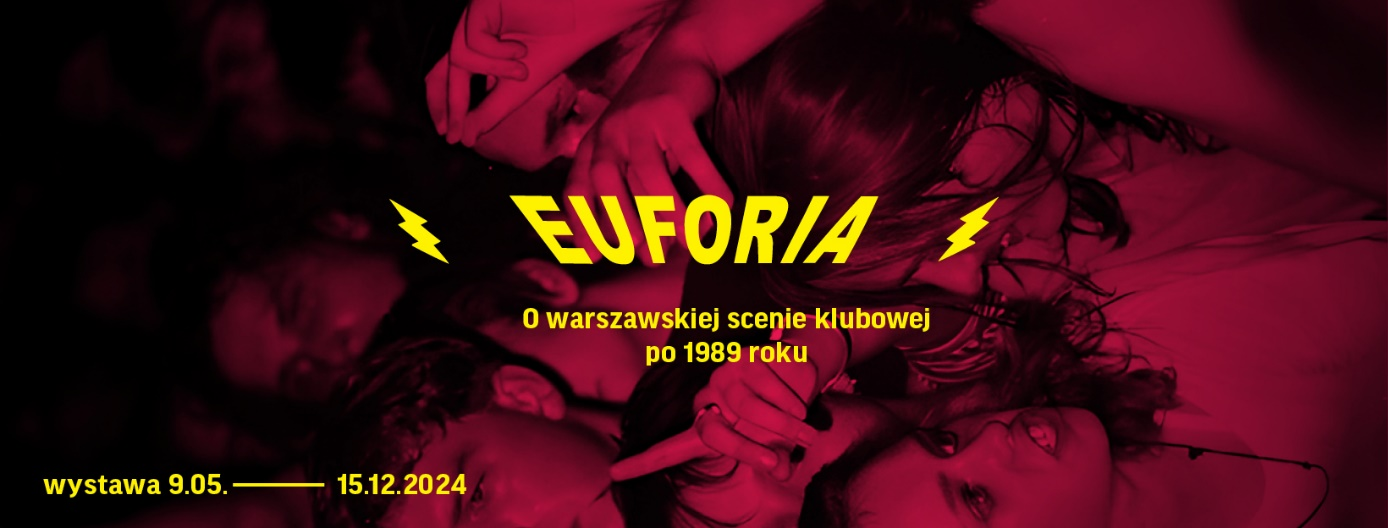 EUFORIA
O warszawskiej scenie klubowej
po 1989 roku
wystawa 9.05. — 15.12.2024